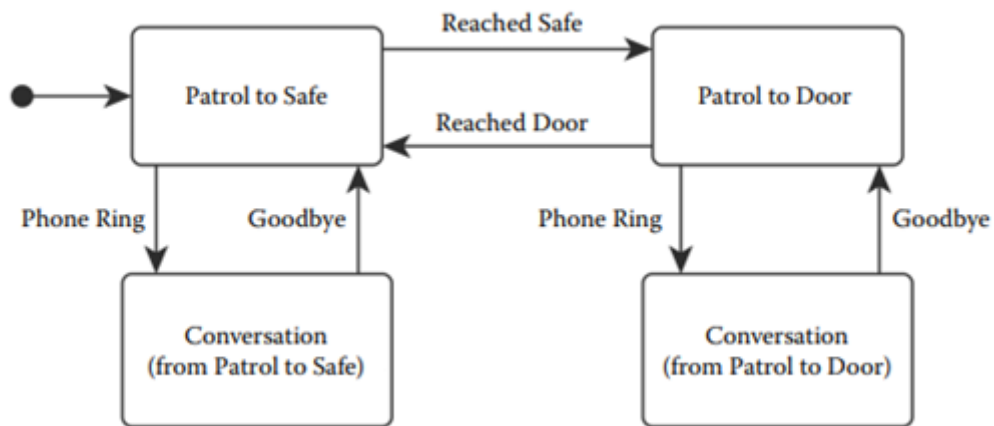 Reached Safe
Patrol to Safe
Patrol to Door
Reached Door
Phone Ring
Goodbye
Phone Ring
Goodbye
Conversation
(from Patrol to Safe)
Conversation
(from Patrol to Door)